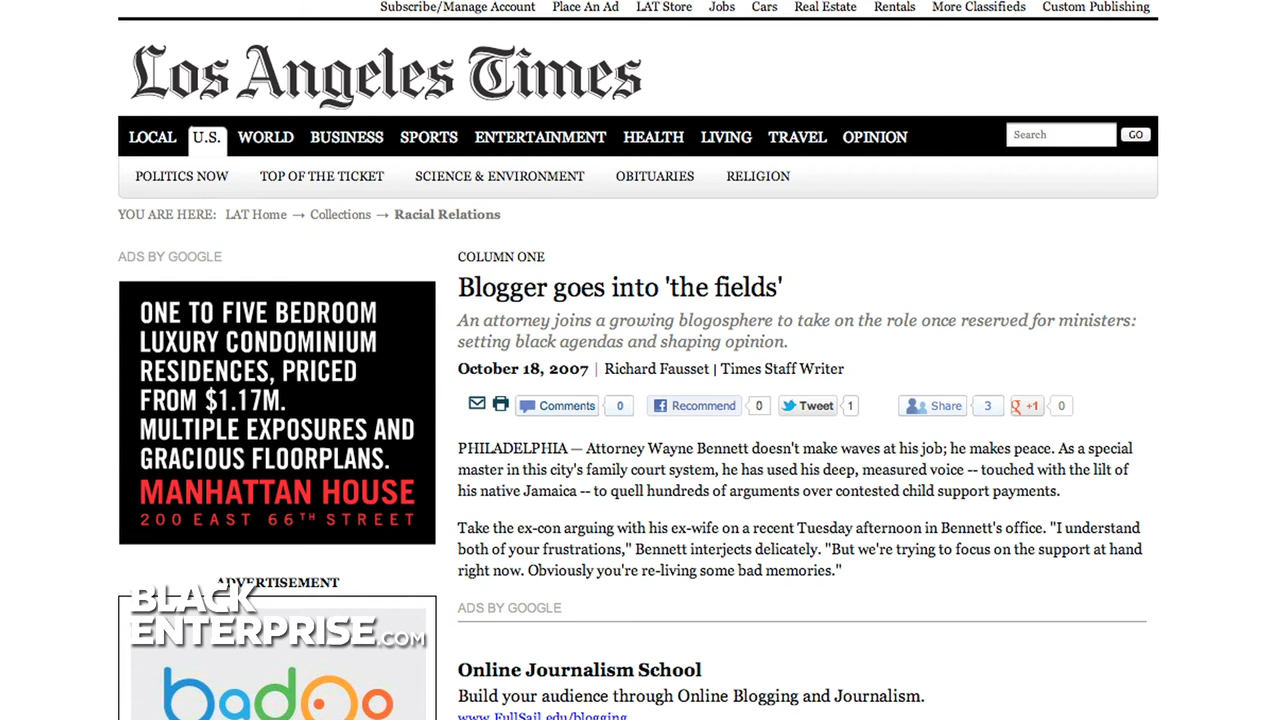 Subscribe/Manage Account Place An Ad LAT Store Jobs Cars Real Estate Rentals More Classifieds Custom Publishing
Los Angeles Times
LOCAL U.S. WORLD BUSINESS SPORTS ENTERTAINMENT HEALTH LIVING TRAVEL OPINION Search GO
POLITICS NOW TOP OF THE TICKET SCIENCE & ENVIRONMENT OBITUARIES RELIGION
YOU ARE HERE: LAT Home → Collections → Racial Relations
ADS BY GOOGLE
ONE TO FIVE BEDROOM
LUXURY CONDOMINIUM
RESIDENCES, PRICED
FROM $1.17M.
MULTIPLE EXPOSURES AND
GRACIOUS FLOORPLANS.
MANHATTAN HOUSE
200 EAST 66TH STREET
ADVERTISEMENT
BLACK
ENTERPRISE.COM
badoo
COLUMN ONE
Blogger goes into 'the fields'
An attorney joins a growing blogosphere to take on the role once reserved for ministers:
setting black agendas and shaping opinion.
October 18, 2007 | Richard Fausset | Times Staff Writer
Comments 0 Recommend 0 Tweet 1 Share 3 +1 0
PHILADELPHIA — Attorney Wayne Bennett doesn't make waves at his job; he makes peace. As a special
master in this city's family court system, he has used his deep, measured voice -- touched with the lilt of
his native Jamaica -- to quell hundreds of arguments over contested child support payments.
Take the ex-con arguing with his ex-wife on a recent Tuesday afternoon in Bennett's office. "I understand
both of your frustrations," Bennett interjects delicately. "But we're trying to focus on the support at hand
right now. Obviously you're re-living some bad memories."
ADS BY GOOGLE
Online Journalism School
Build your audience through Online Blogging and Journalism.
www.FullSail.edu/blogging